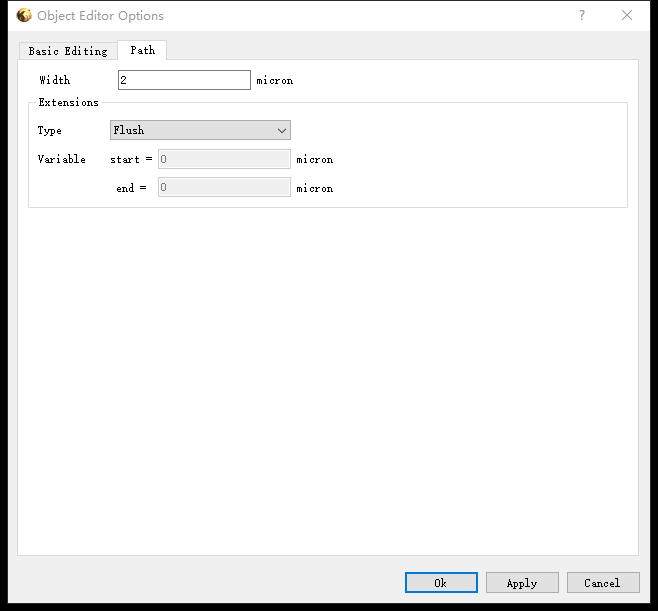 Object Editor Options
?
Basic Editing Path
Width 2 micron
Extensions
Type Flush
Variable start = 0 micron
end = 0 micron
Ok Apply Cancel